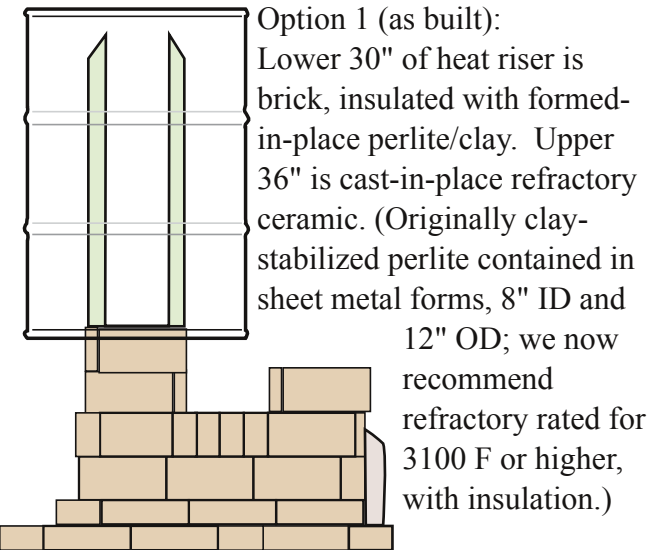 Option 1 (as built):
Lower 30" of heat riser is
brick, insulated with formed-
in-place perlite/clay.  Upper
36" is cast-in-place refractory
ceramic. (Originally clay-
stabilized perlite contained in
sheet metal forms, 8" ID and
12" OD; we now
recommend
refractory rated for
3100 F or higher,
with insulation.)